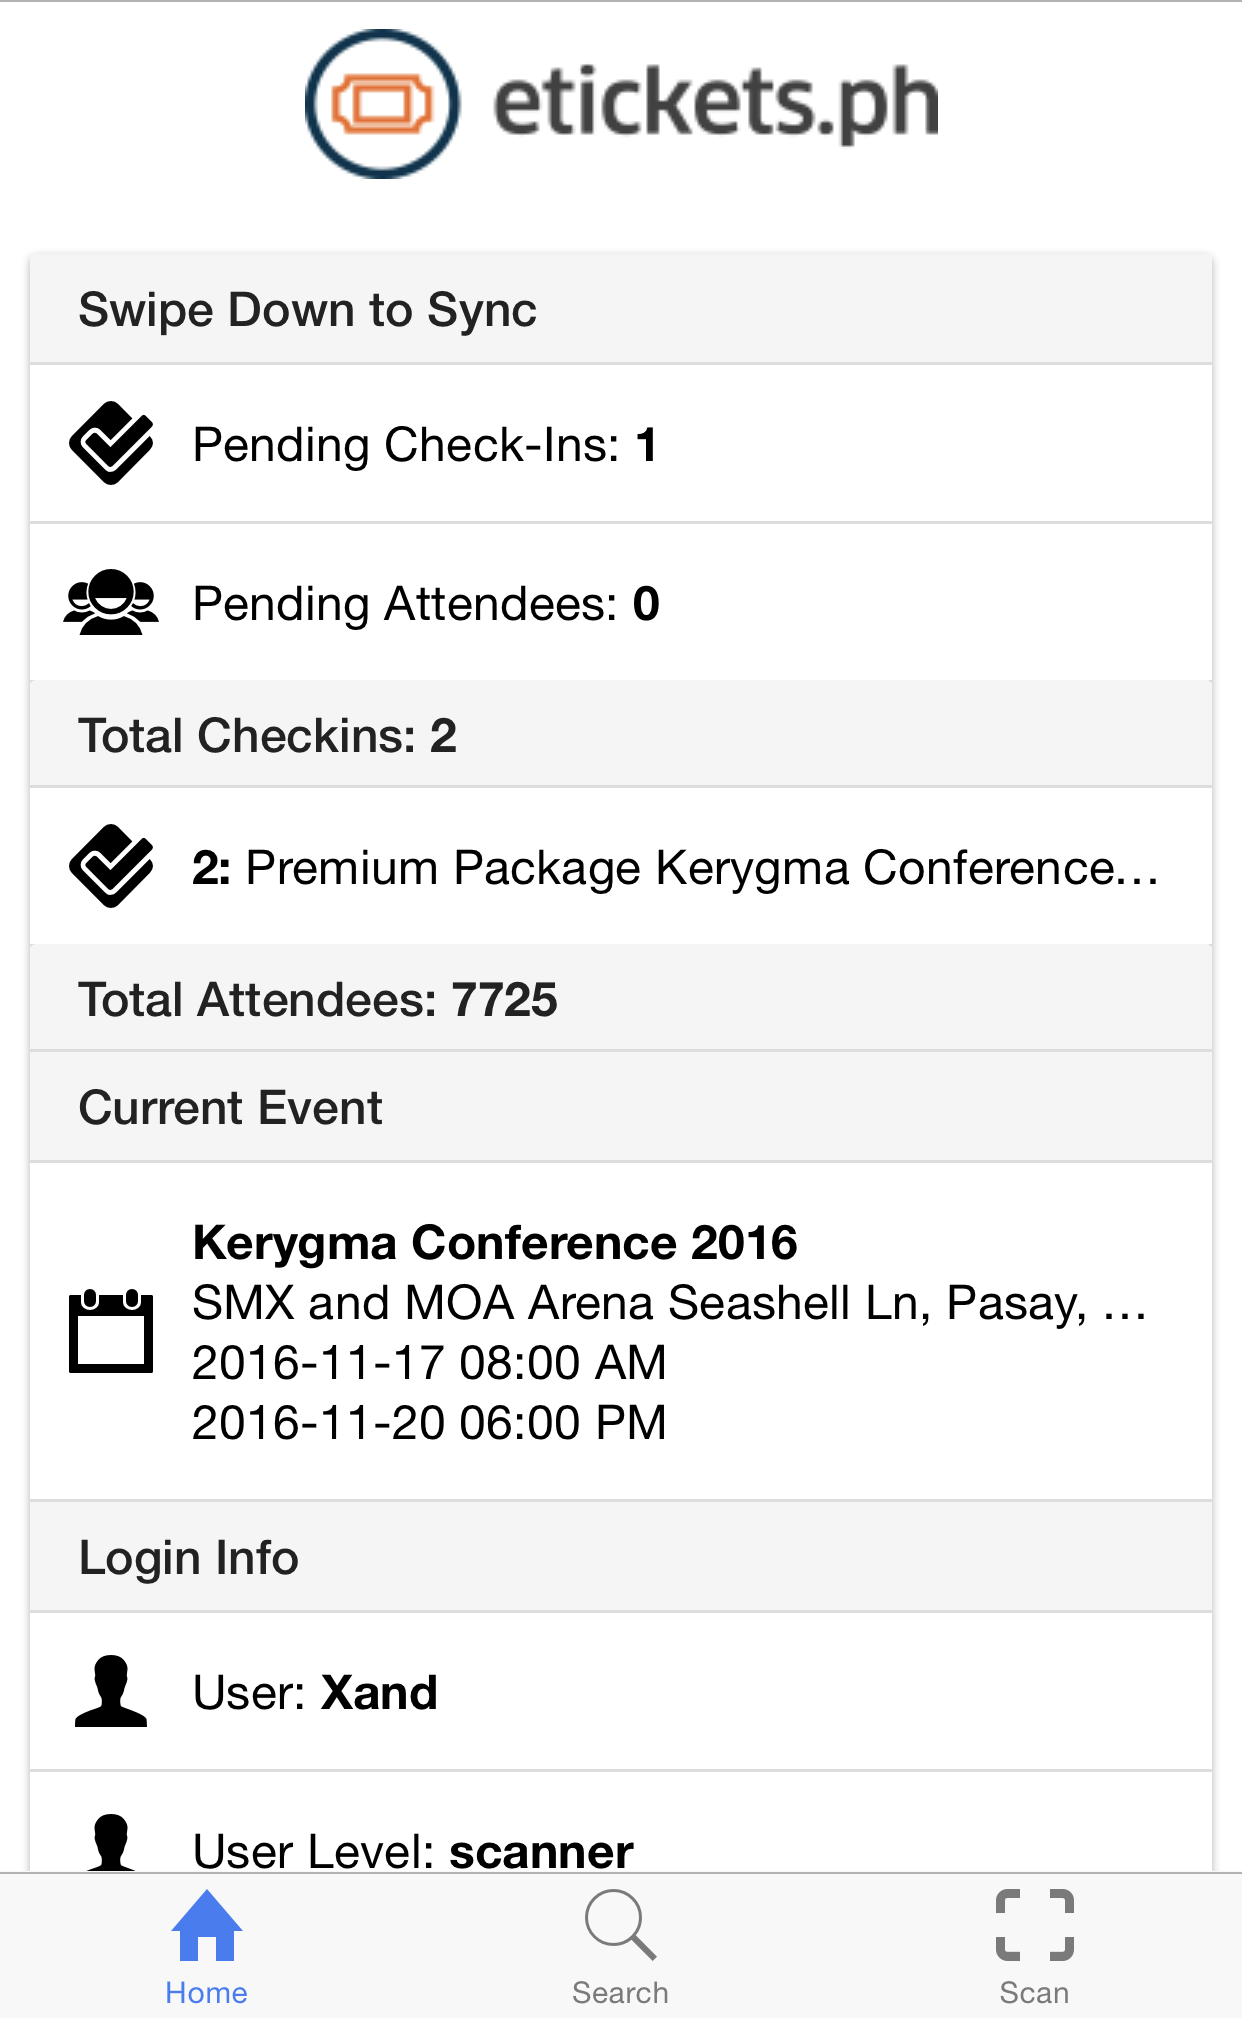 etickets.ph
Swipe Down to Sync
Pending Check-Ins: 1
Pending Attendees: 0
Total Checkins: 2
2: Premium Package Kerygma Conference...
Total Attendees: 7725
Current Event
Kerygma Conference 2016
SMX and MOA Arena Seashell Ln, Pasay, ...
2016-11-17 08:00 AM
2016-11-20 06:00 PM
Login Info
User: Xand
User Level: scanner
Home
Search
Scan